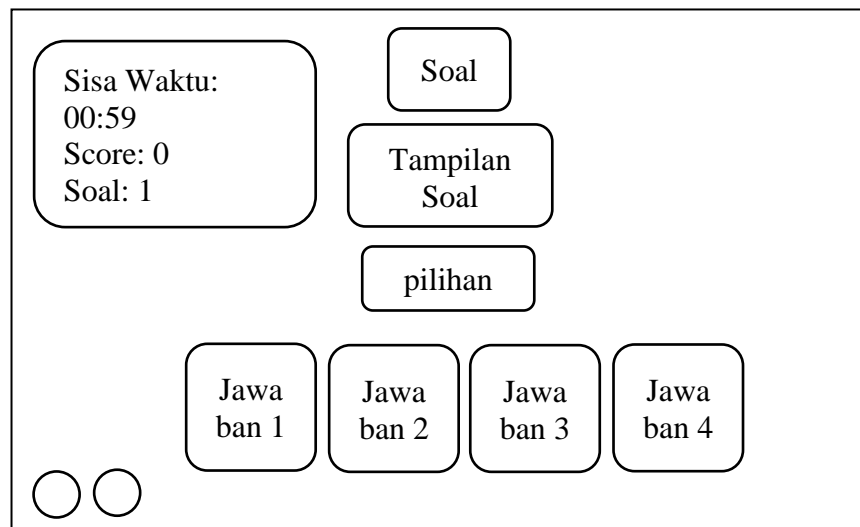 Sisa Waktu:
00:59
Score: 0
Soal: 1
Soal
Tampilan
Soal
pilihan
Jawa
ban 1
Jawa
ban 2
Jawa
ban 3
Jawa
ban 4